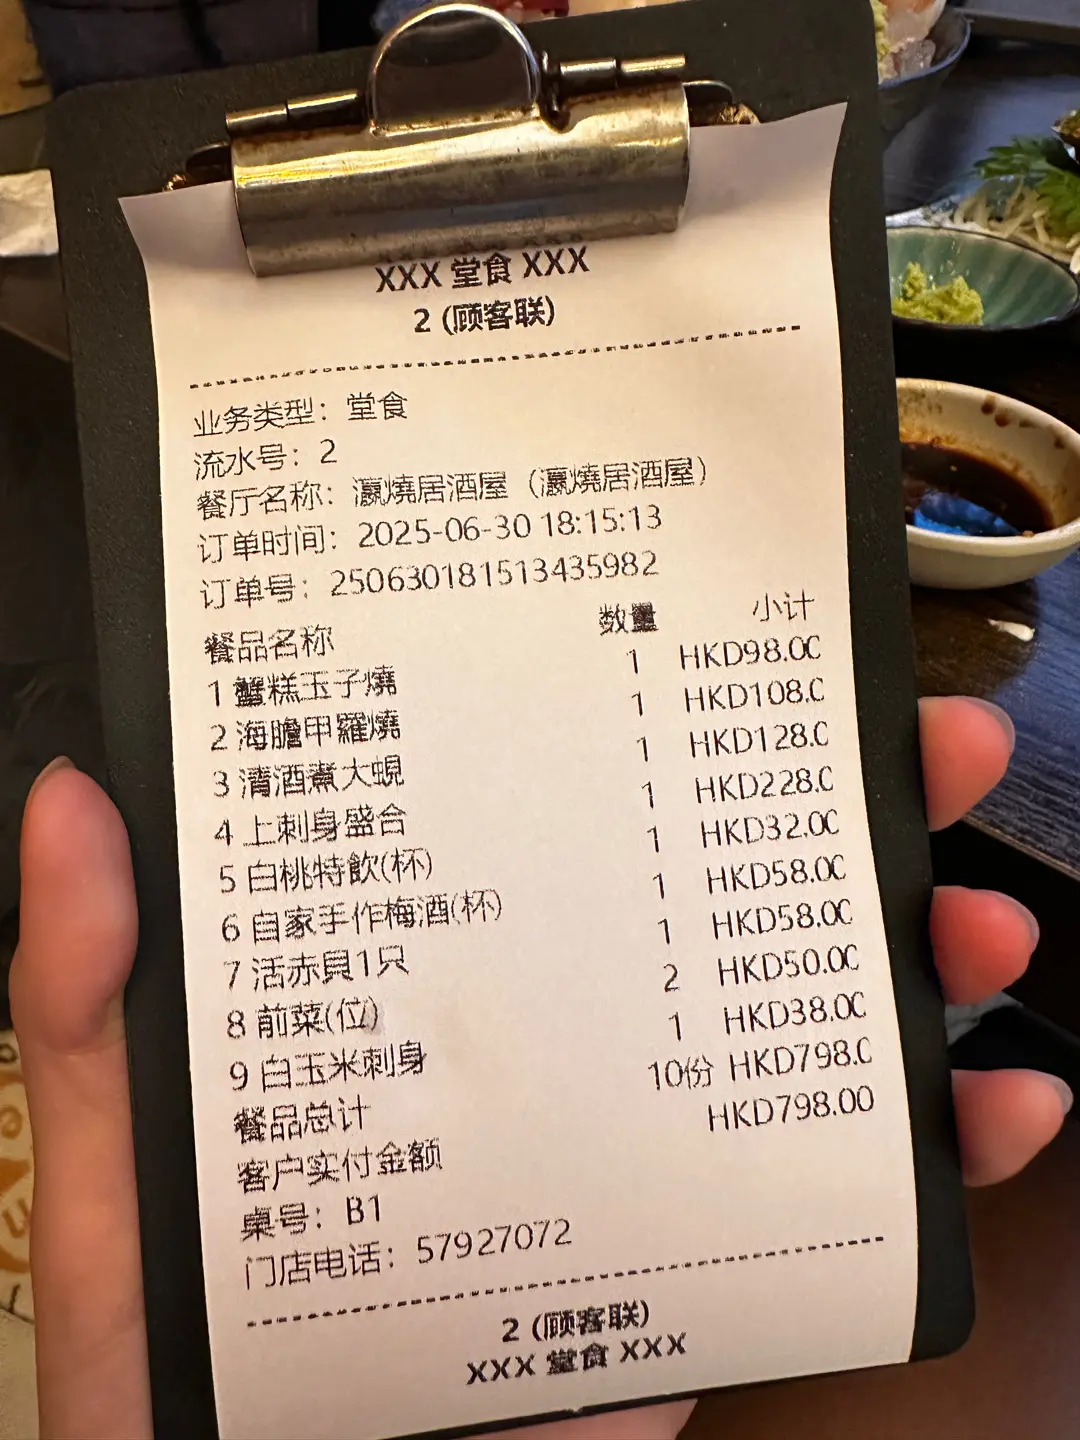 XXX 堂食 XXX
2 (顾客联)
业务类型：堂食
流水号：2
餐厅名称：瀛燒居酒屋（瀛燒居酒屋）
订单时间：2025-06-30 18:15:13
订单号：250630181513435982
餐品名称 数量 小计
1 蟹糕玉子燒 1 HKD98.00
2 海膽甲羅燒 1 HKD108.0
3 清酒煮大蜆 1 HKD128.0
4 上刺身盛合 1 HKD228.0
5 白桃特飲(杯) 1 HKD32.00
6 自家手作梅酒(杯) 1 HKD58.00
7 活赤貝1只 1 HKD58.00
8 前菜(位) 2 HKD50.00
9 白玉米刺身 1 HKD38.00
餐品总计 10份 HKD798.0
客户实付金额 HKD798.00
桌号：B1
门店电话：57927072
2 (顾客联)
XXX 堂食 XXX